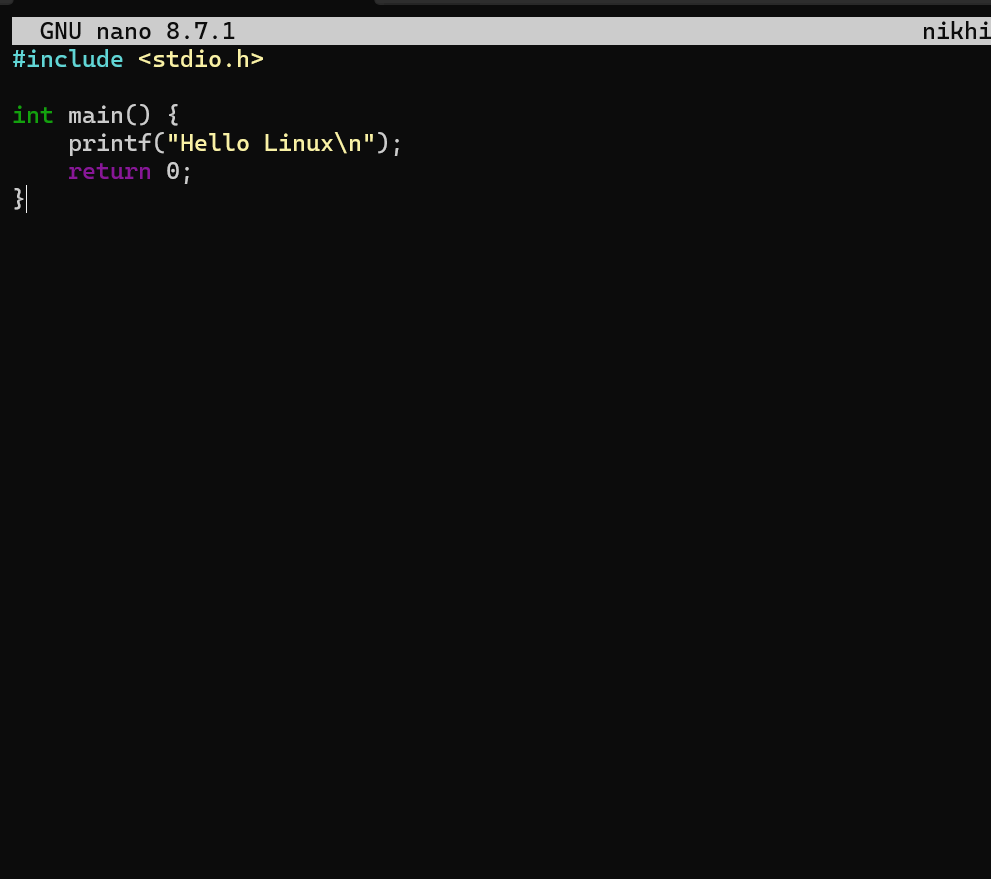 GNU nano 8.7.1 nikhi
#include <stdio.h>
int main() {
    printf("Hello Linux\n");
    return 0;
}